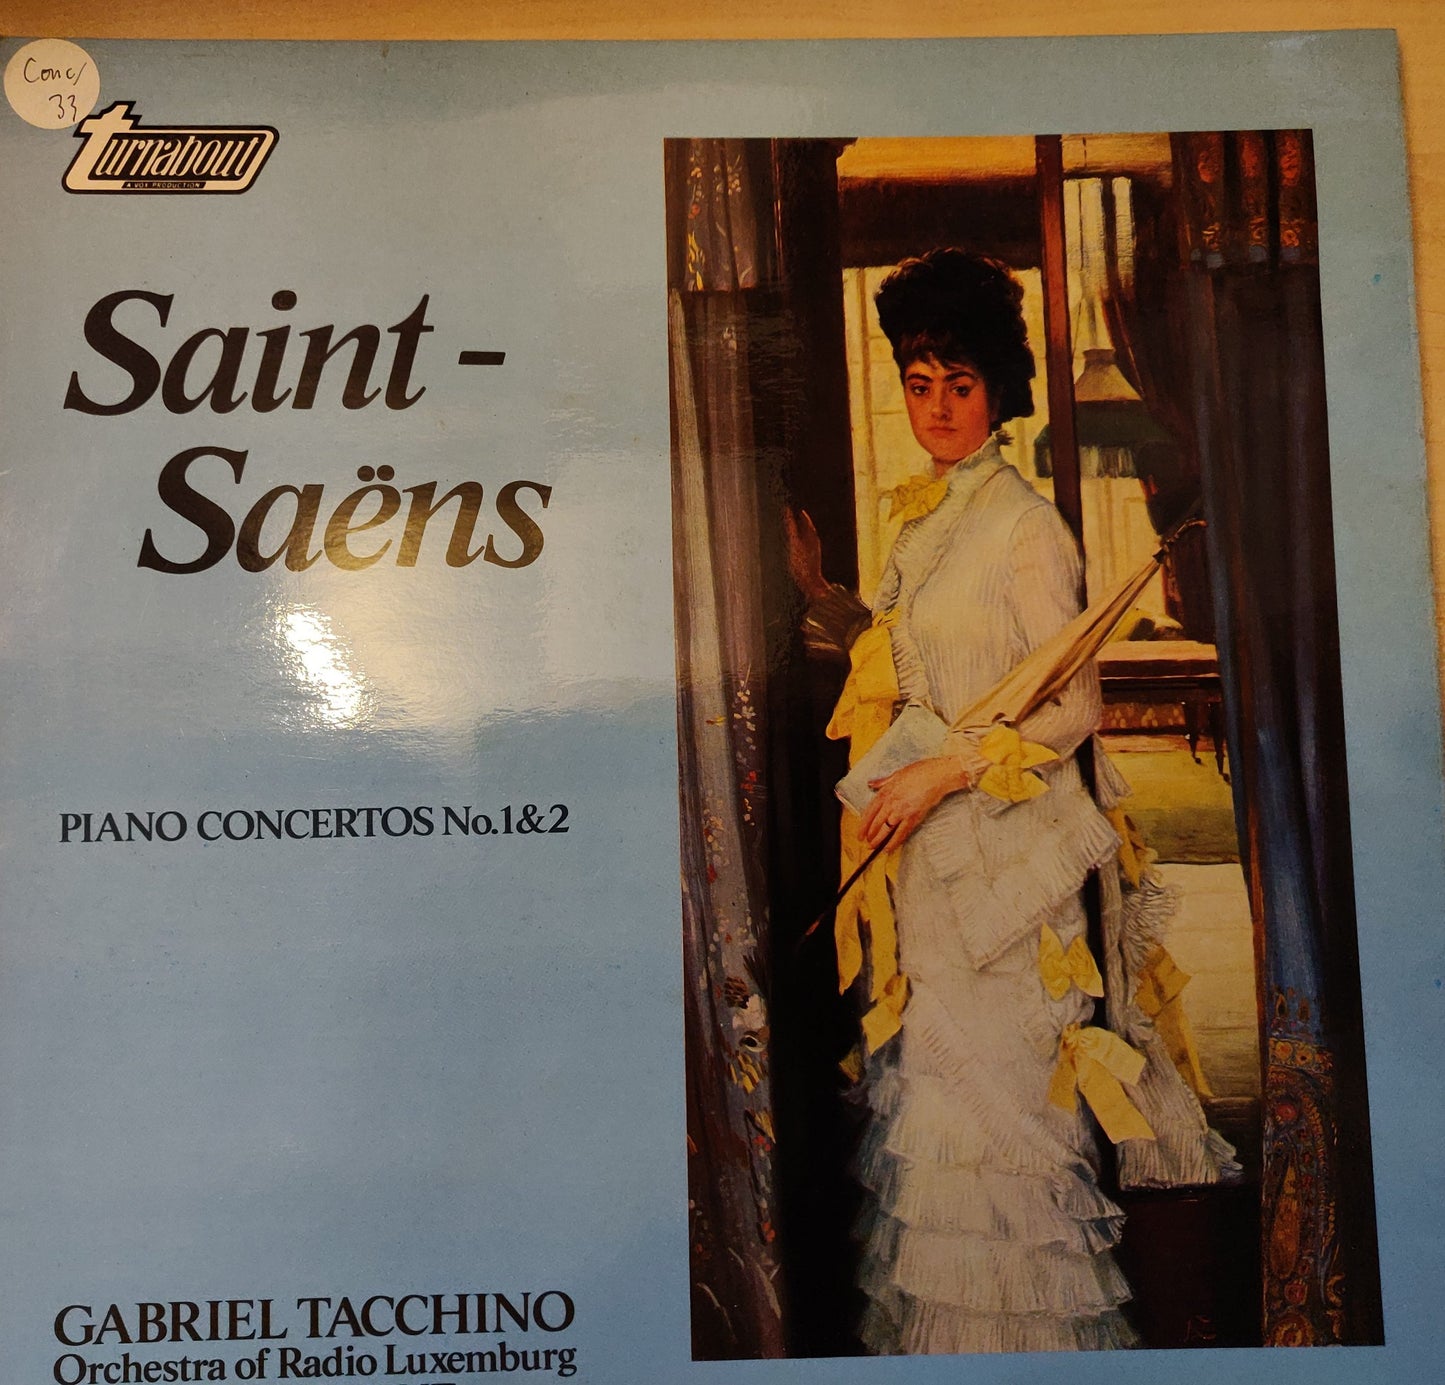 Conc/
33
turnabout
A VOX PRODUCTION
Saint-
Saëns
PIANO CONCERTOS No.1&2
GABRIEL TACCHINO
Orchestra of Radio Luxemburg